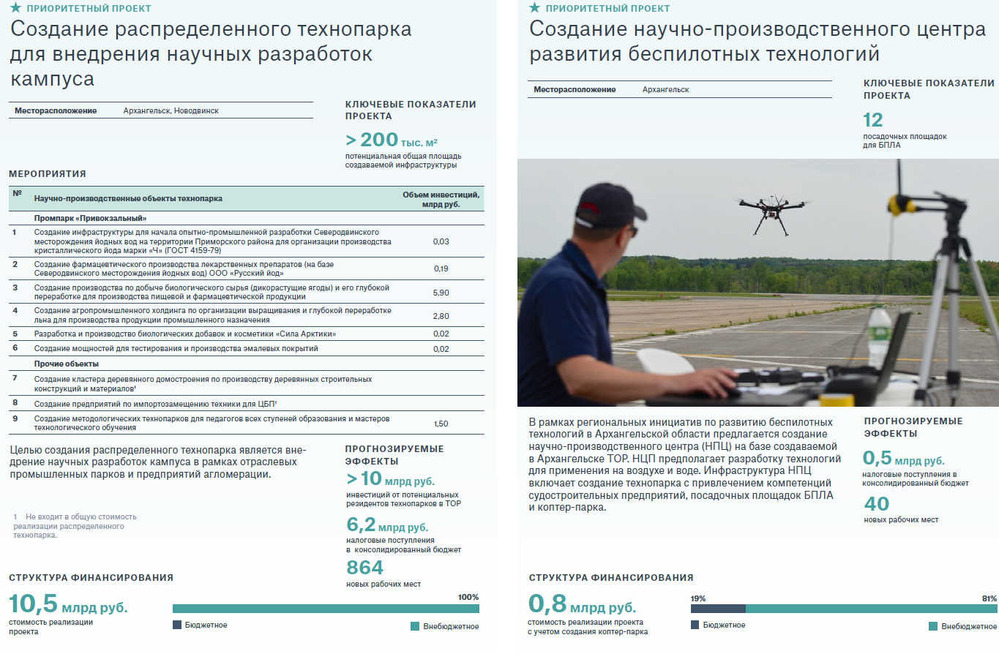 ★ ПРИОРИТЕТНЫЙ ПРОЕКТ
Создание распределенного технопарка
для внедрения научных разработок
кампуса
Месторасположение Архангельск, Новодвинск
КЛЮЧЕВЫЕ ПОКАЗАТЕЛИ
ПРОЕКТА
> 200 тыс. м²
потенциальная общая площадь
создаваемой инфраструктуры
МЕРОПРИЯТИЯ
№ Научно-производственные объекты технопарка Объем инвестиций,
млрд руб.
Промпарк «Привокзальный»
1 Создание инфраструктуры для начала опытно-промышленной разработки Северодвинского
месторождения йодных вод на территории Приморского района для организации производства
кристаллического йода марки «Ч» (ГОСТ 4159-79) 0,03
2 Создание фармацевтического производства лекарственных препаратов (на базе
Северодвинского месторождения йодных вод) ООО «Русский йод» 0,19
3 Создание производства по добыче биологического сырья (дикорастущие ягоды) и его глубокой
переработке для производства пищевой и фармацевтической продукции 5,90
4 Создание агропромышленного холдинга по организации выращивания и глубокой переработке
льна для производства продукции промышленного назначения 2,80
5 Разработка и производство биологических добавок и косметики «Сила Арктики» 0,02
6 Создание мощностей для тестирования и производства эмалевых покрытий 0,02
Прочие объекты
7 Создание кластера деревянного домостроения по производству деревянных строительных
конструкций и материалов¹
8 Создание предприятий по импортозамещению техники для ЦБП¹
9 Создание методологических технопарков для педагогов всех ступеней образования и мастеров
технологического обучения 1,50
Целью создания распределенного технопарка является вне-
дрение научных разработок кампуса в рамках отраслевых
промышленных парков и предприятий агломерации.
1 Не входит в общую стоимость
реализации распределенного
технопарка.
ПРОГНОЗИРУЕМЫЕ
ЭФФЕКТЫ
> 10 млрд руб.
инвестиций от потенциальных
резидентов технопарков в ТОР
6,2 млрд руб.
налоговые поступления
в консолидированный бюджет
864
новых рабочих мест
СТРУКТУРА ФИНАНСИРОВАНИЯ
10,5 млрд руб.
стоимость реализации
проекта
100%
Бюджетное Внебюджетное
★ ПРИОРИТЕТНЫЙ ПРОЕКТ
Создание научно-производственного центра
развития беспилотных технологий
Месторасположение Архангельск
КЛЮЧЕВЫЕ ПОКАЗАТЕЛИ
ПРОЕКТА
12
посадочных площадок
для БПЛА
В рамках региональных инициатив по развитию беспилотных
технологий в Архангельской области предлагается создание
научно-производственного центра (НПЦ) на базе создаваемой
в Архангельске ТОР. НЦП предполагает разработку технологий
для применения на воздухе и воде. Инфраструктура НПЦ
включает создание технопарка с привлечением компетенций
судостроительных предприятий, посадочных площадок БПЛА
и коптер-парка.
ПРОГНОЗИРУЕМЫЕ
ЭФФЕКТЫ
0,5 млрд руб.
налоговые поступления в
консолидированный бюджет
40
новых рабочих мест
СТРУКТУРА ФИНАНСИРОВАНИЯ
0,8 млрд руб.
стоимость реализации проекта
с учетом создания коптер-парка
19% 81%
Бюджетное Внебюджетное